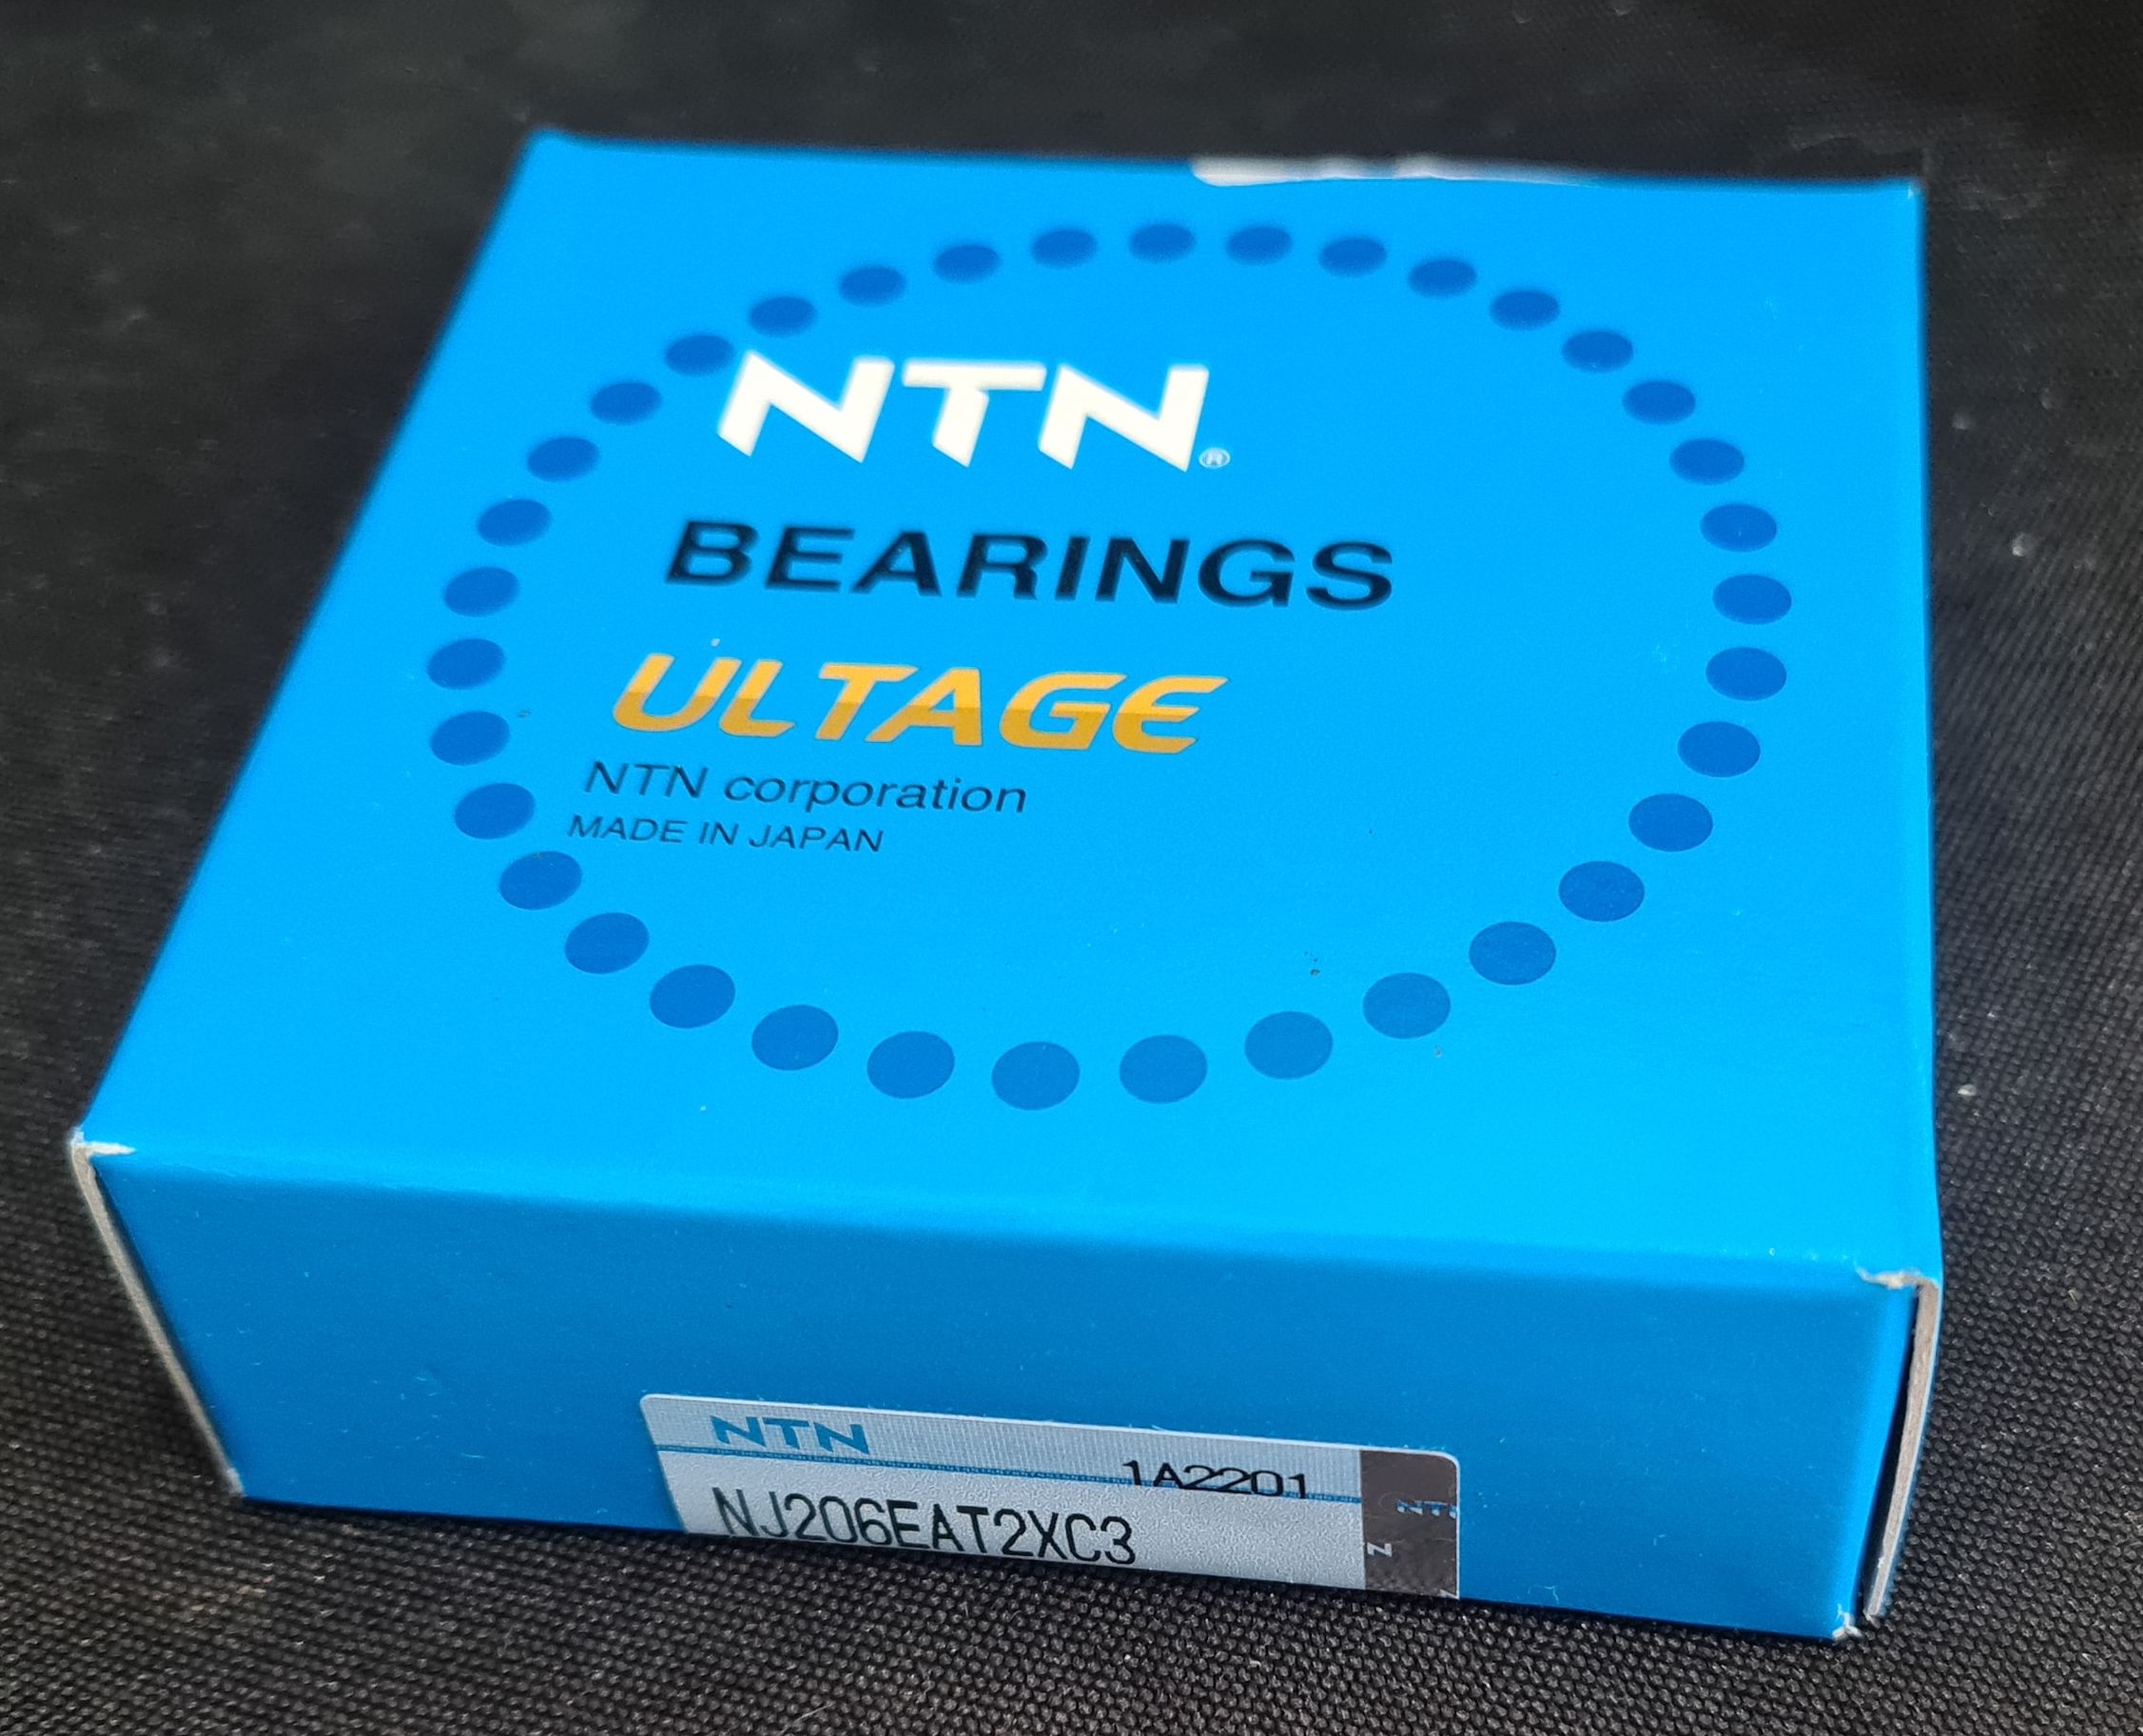 NTN®
BEARINGS
ULTAGE
NTN corporation
MADE IN JAPAN
NTN
1A2201
NJ206EAT2XC3